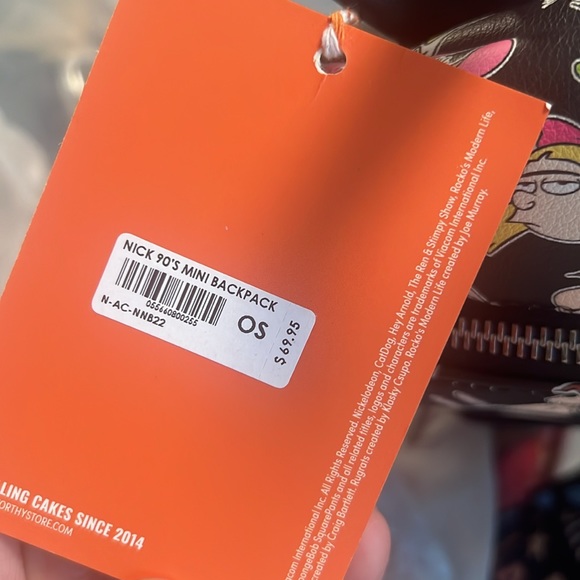 NICK 90'S MINI BACKPACK
055660800255
N-AC-NNB22
OS
$ 69.95
LING CAKES SINCE 2014
ORTHYSTORE.COM
om International Inc. All Rights Reserved. Nickelodeon, CatDog, Hey Arnold, The Ren & Stimpy Show, Rocko's Modern Life,
pongeBob SquarePants and all related titles, logos and characters are trademarks of Viacom International Inc.
created by Craig Bartlett. Rugrats created by Klasky Csupo. Rocko's Modern Life created by Joe Murray.